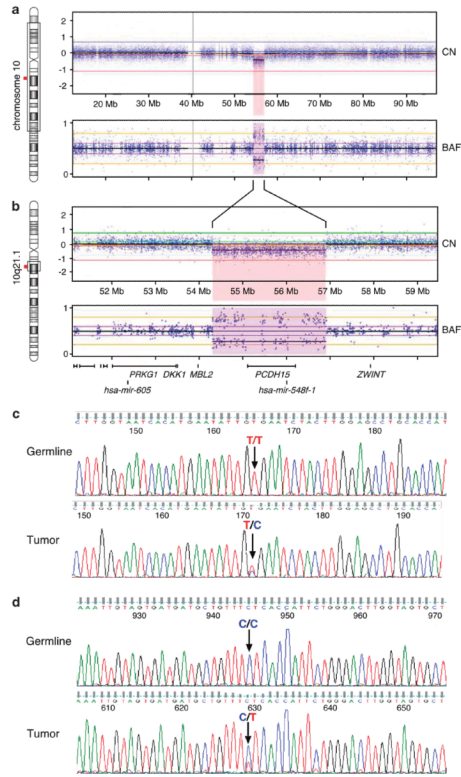 a
chromosome 10
2
1
0
-1
-2
CN
20 Mb 30 Mb 40 Mb 50 Mb 60 Mb 70 Mb 80 Mb 90 Mb
1
0
BAF
b
10q21.1
2
1
0
-1
-2
CN
52 Mb 53 Mb 54 Mb 55 Mb 56 Mb 57 Mb 58 Mb 59 Mb
1
0
BAF
PRKG1 DKK1 MBL2 PCDH15 ZWINT
hsa-mir-605 hsa-mir-548f-1
c
150 160 170 180
Germline
T/T
150 160 170 180 190
Tumor
T/C
d
AAATTGTAGTGATGATGCTGTTTCTCACCATTCTGGGACTTGGTAGTGCT
930 940 950 960 970
Germline
C/C
AAATTGTAGTGATGATGCTGTTTCTCACCATTCTGGGACTTGGTAGTGCT
610 620 630 640 650
Tumor
C/T